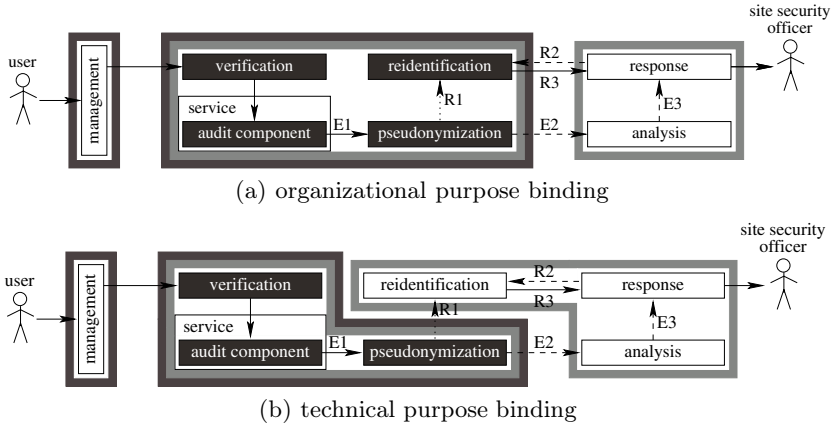 site security
officer
user
management
verification
reidentification
R2
R3
response
service
R1
E3
audit component
E1
pseudonymization
E2
analysis
(a) organizational purpose binding
site security
officer
user
management
verification
reidentification
R2
R3
response
service
R1
E3
audit component
E1
pseudonymization
E2
analysis
(b) technical purpose binding